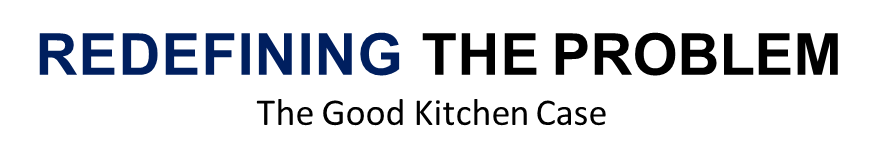 REDEFINING THE PROBLEM
The Good Kitchen Case